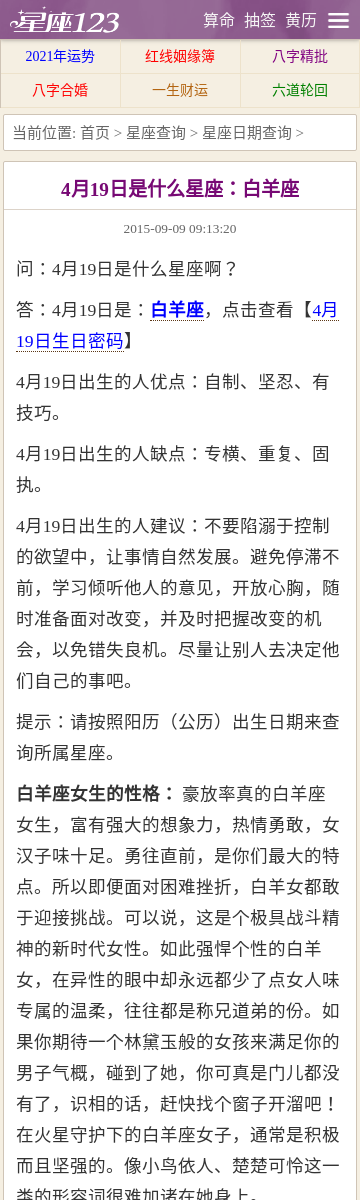 星座123 算命 抽签 黄历
2021年运势 红线姻缘簿 八字精批
八字合婚 一生财运 六道轮回
当前位置: 首页 > 星座查询 > 星座日期查询 >
4月19日是什么星座：白羊座
2015-09-09 09:13:20
问：4月19日是什么星座啊？
答：4月19日是：白羊座，点击查看【4月
19日生日密码】
4月19日出生的人优点：自制、坚忍、有
技巧。
4月19日出生的人缺点：专横、重复、固
执。
4月19日出生的人建议：不要陷溺于控制
的欲望中，让事情自然发展。避免停滞不
前，学习倾听他人的意见，开放心胸，随
时准备面对改变，并及时把握改变的机
会，以免错失良机。尽量让别人去决定他
们自己的事吧。
提示：请按照阳历（公历）出生日期来查
询所属星座。
白羊座女生的性格： 豪放率真的白羊座
女生，富有强大的想象力，热情勇敢，女
汉子味十足。勇往直前，是你们最大的特
点。所以即便面对困难挫折，白羊女都敢
于迎接挑战。可以说，这是个极具战斗精
神的新时代女性。如此强悍个性的白羊
女，在异性的眼中却永远都少了点女人味
专属的温柔，往往都是称兄道弟的份。如
果你期待一个林黛玉般的女孩来满足你的
男子气概，碰到了她，你可真是门儿都没
有了，识相的话，赶快找个窗子开溜吧！
在火星守护下的白羊座女子，通常是积极
而且坚强的。像小鸟依人、楚楚可怜这一
类的形容词很难加诸在她身上。